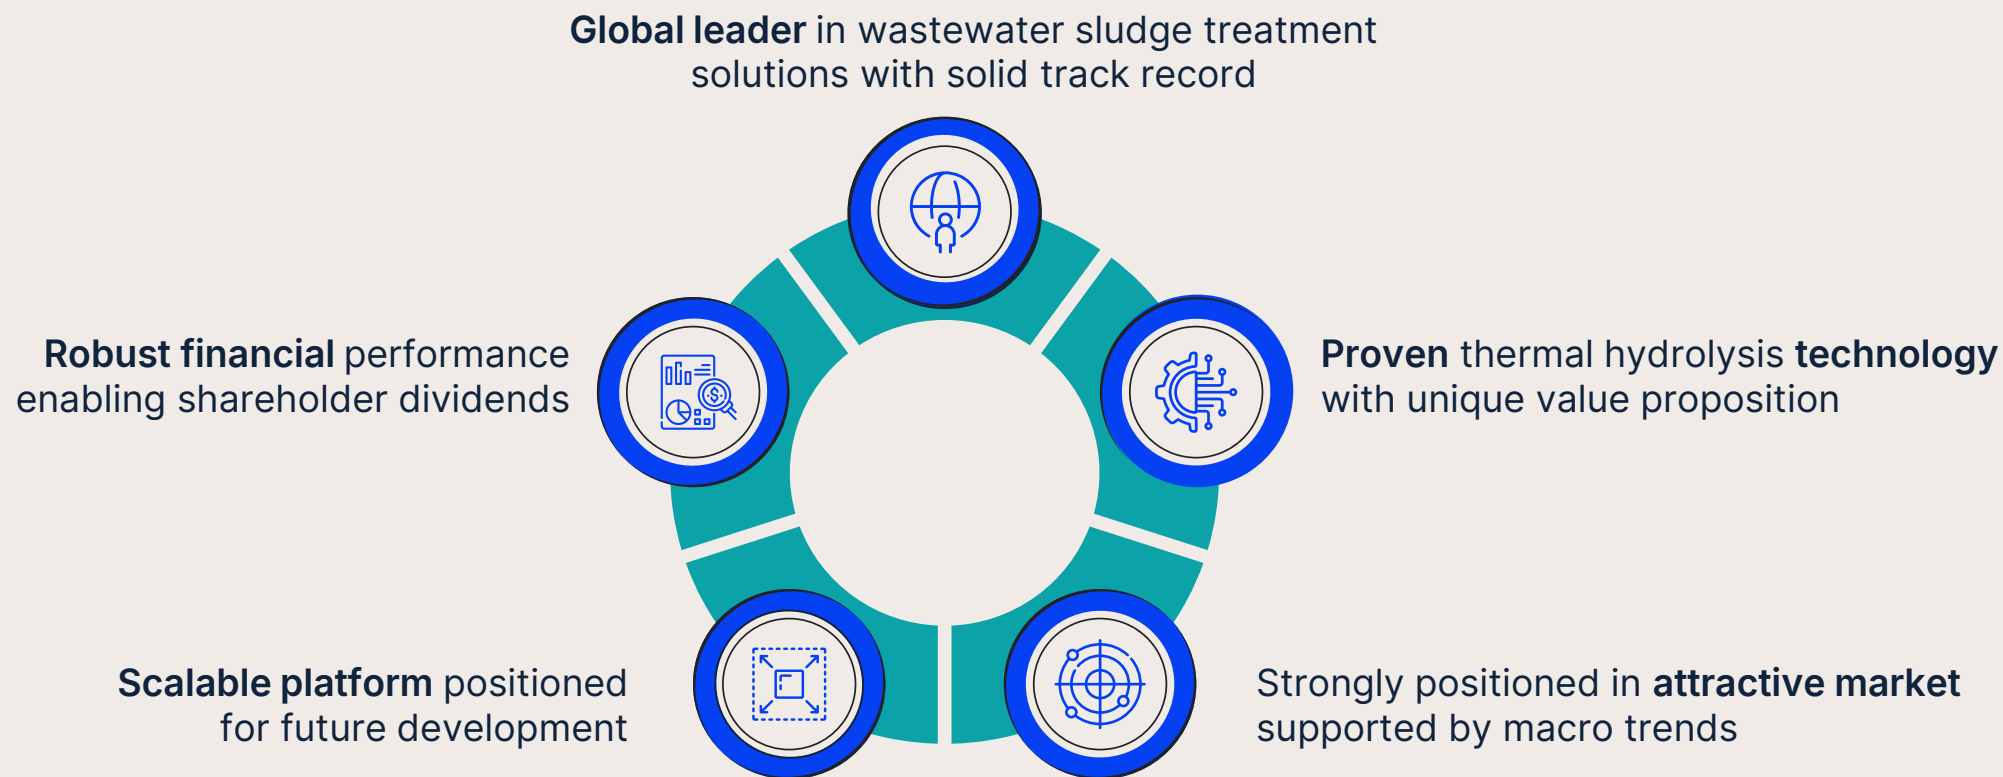 Global leader in wastewater sludge treatment
solutions with solid track record
Robust financial performance
enabling shareholder dividends
Proven thermal hydrolysis technology
with unique value proposition
Scalable platform positioned
for future development
Strongly positioned in attractive market
supported by macro trends